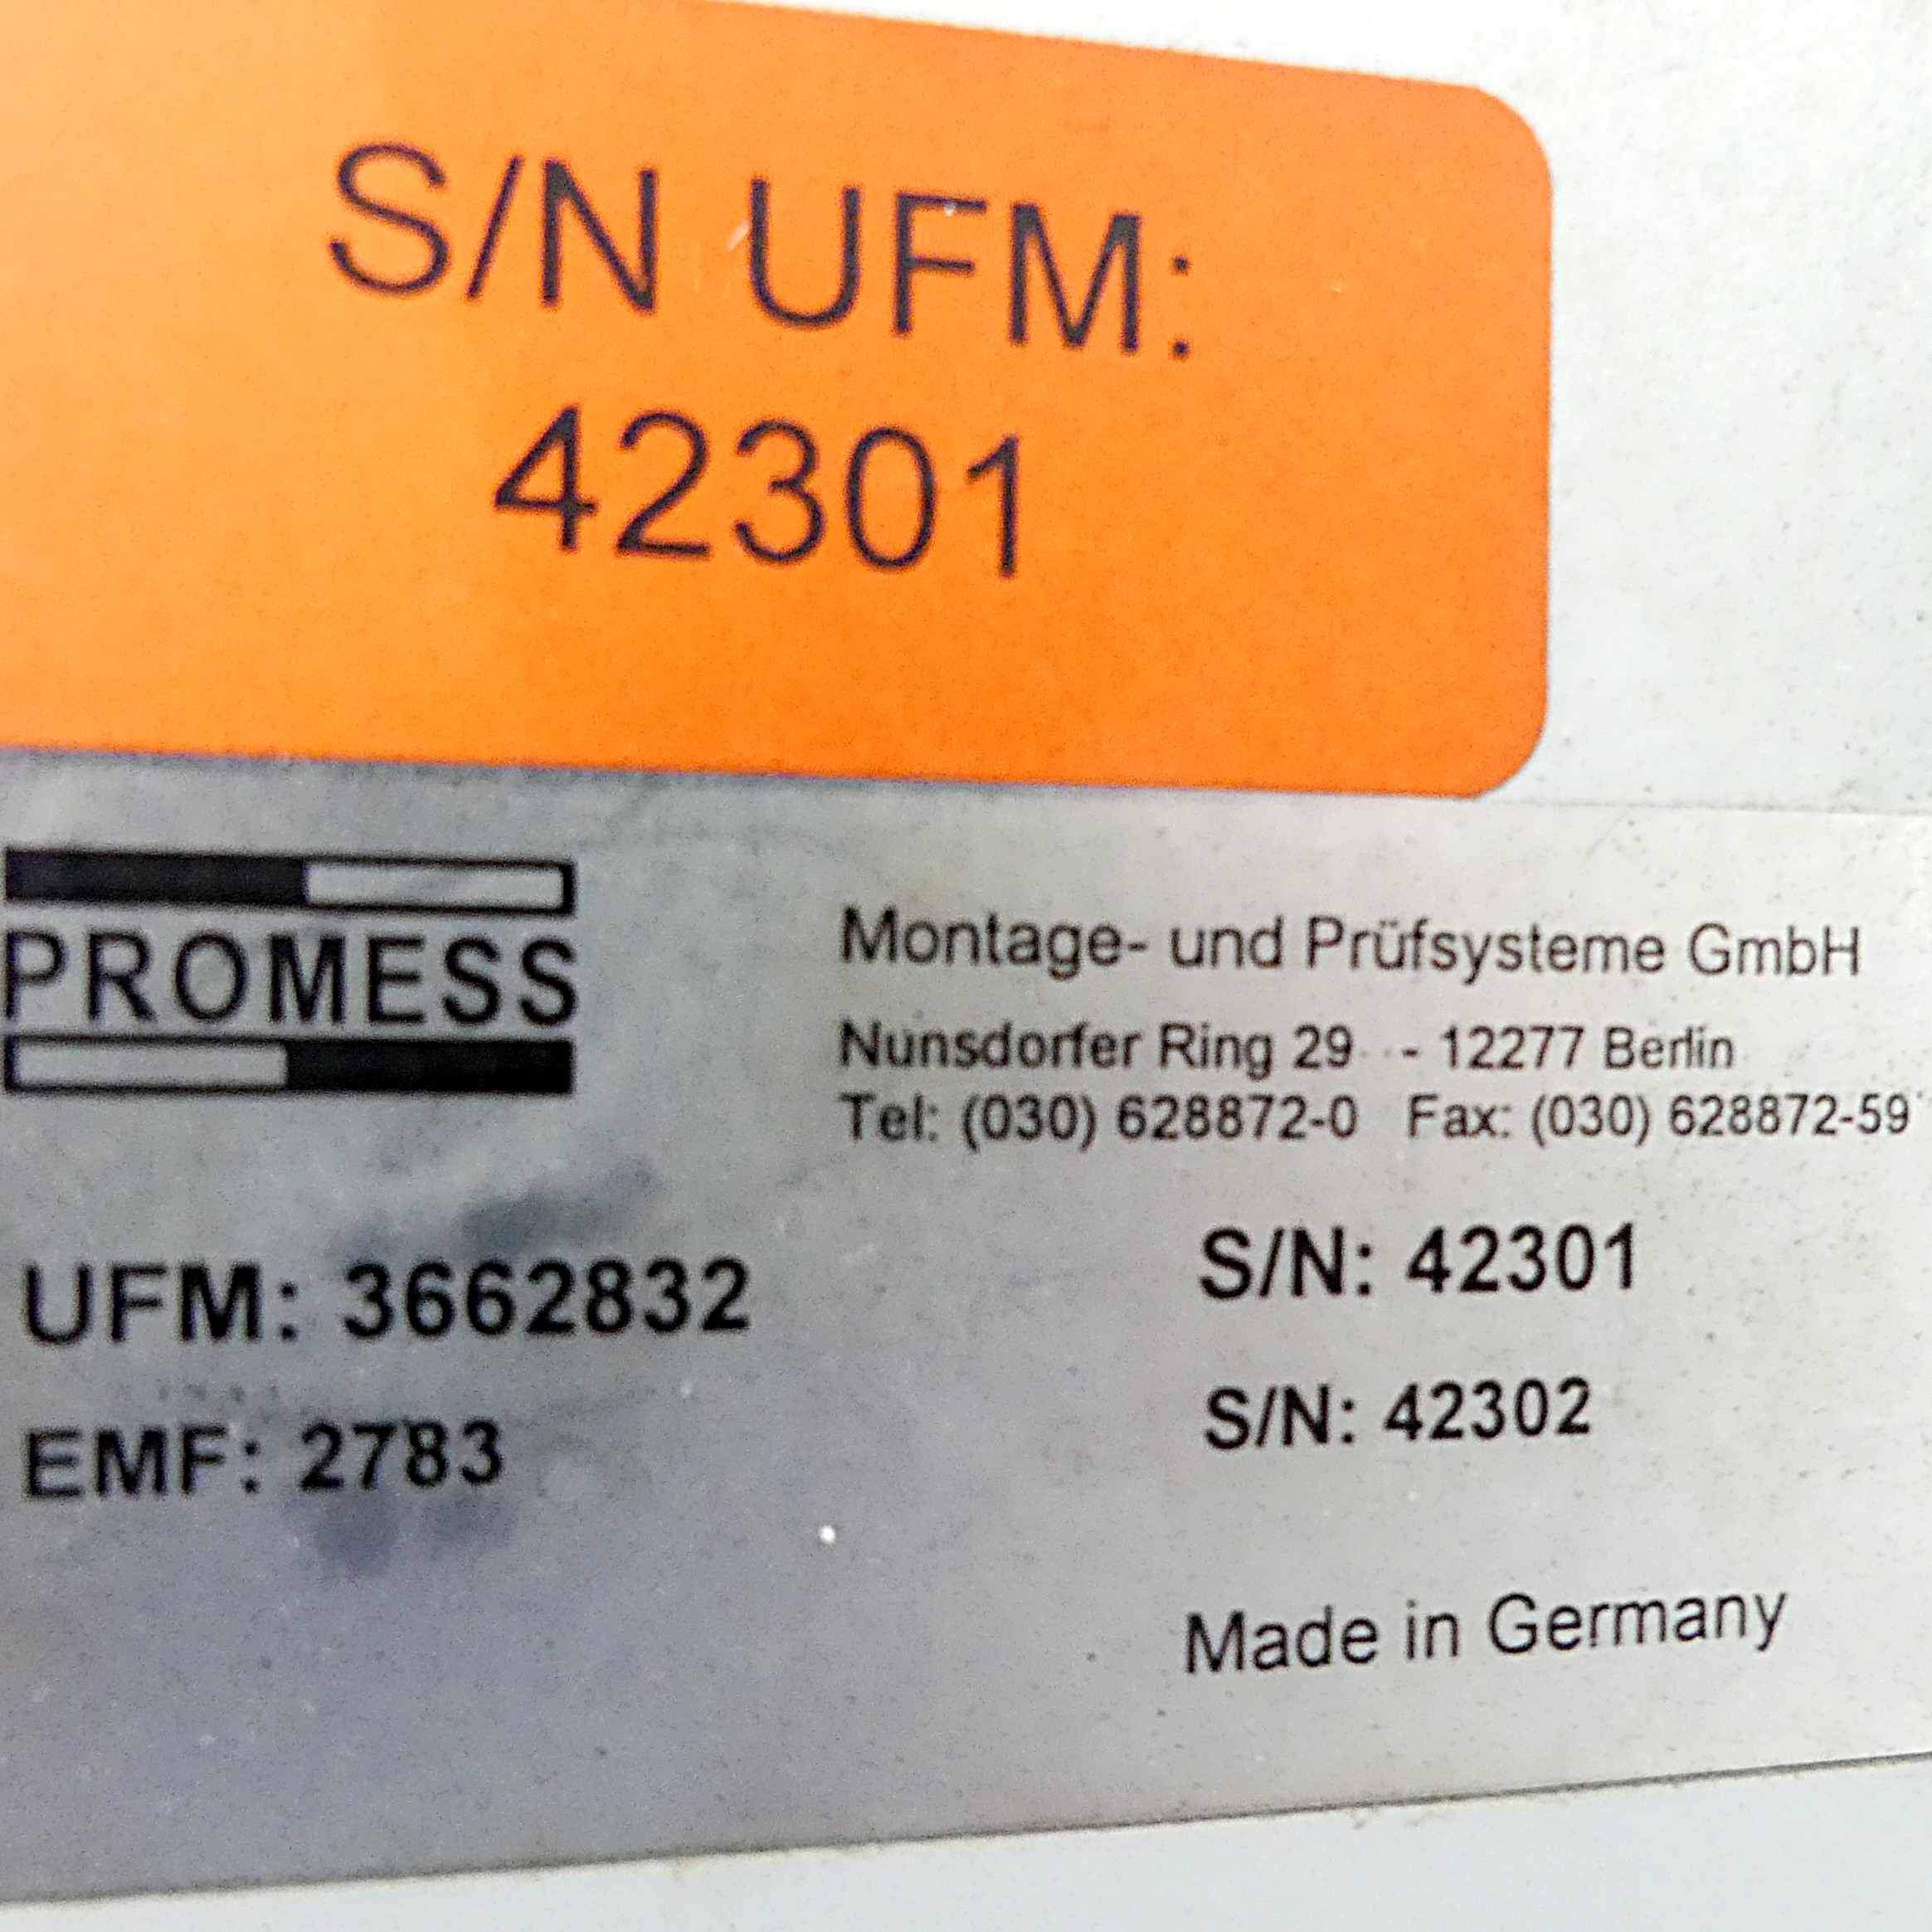 S/N UFM:
42301
PROMESS
Montage- und Prüfsysteme GmbH
Nunsdorfer Ring 29 - 12277 Berlin
Tel: (030) 628872-0 Fax: (030) 628872-59
UFM: 3662832 S/N: 42301
EMF: 2783 S/N: 42302
Made in Germany